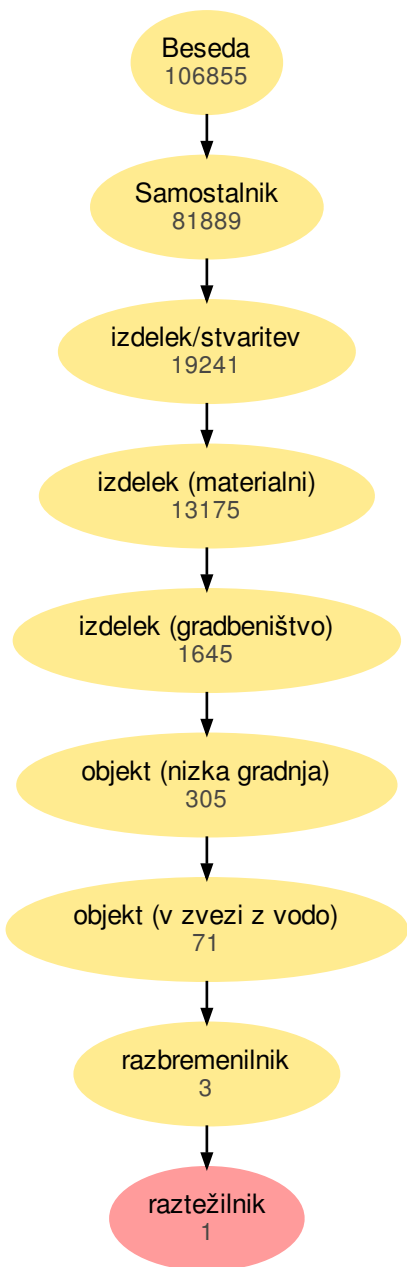 Beseda
106855
Samostalnik
81889
izdelek/stvaritev
19241
izdelek (materialni)
13175
izdelek (gradbeništvo)
1645
objekt (nizka gradnja)
305
objekt (v zvezi z vodo)
71
razbremenilnik
3
raztežilnik
1